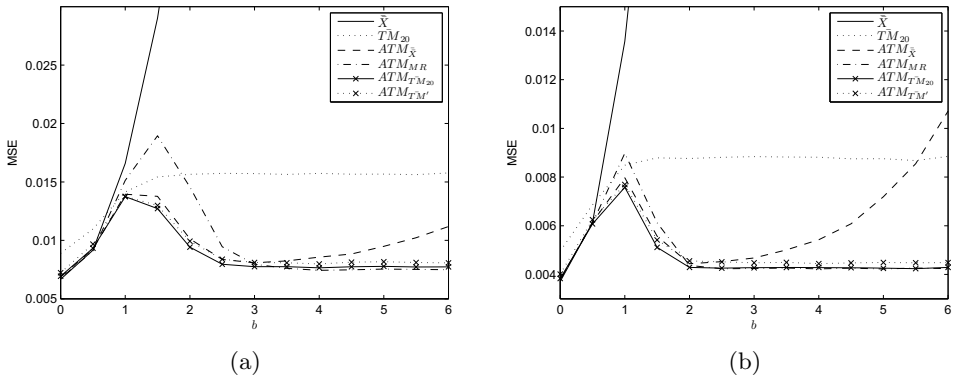 MSE
0.025
0.02
0.015
0.01
0.005
0 1 2 3 4 5 6
b
X̄̄
T̄M₂₀
ATM_X̄̄
ATM_MR
ATM_T̄M₂₀
ATM_T̄M′
(a)
MSE
0.014
0.012
0.01
0.008
0.006
0.004
0 1 2 3 4 5 6
b
X̄̄
T̄M₂₀
ATM_X̄̄
ATM_MR
ATM_T̄M₂₀
ATM_T̄M′
(b)